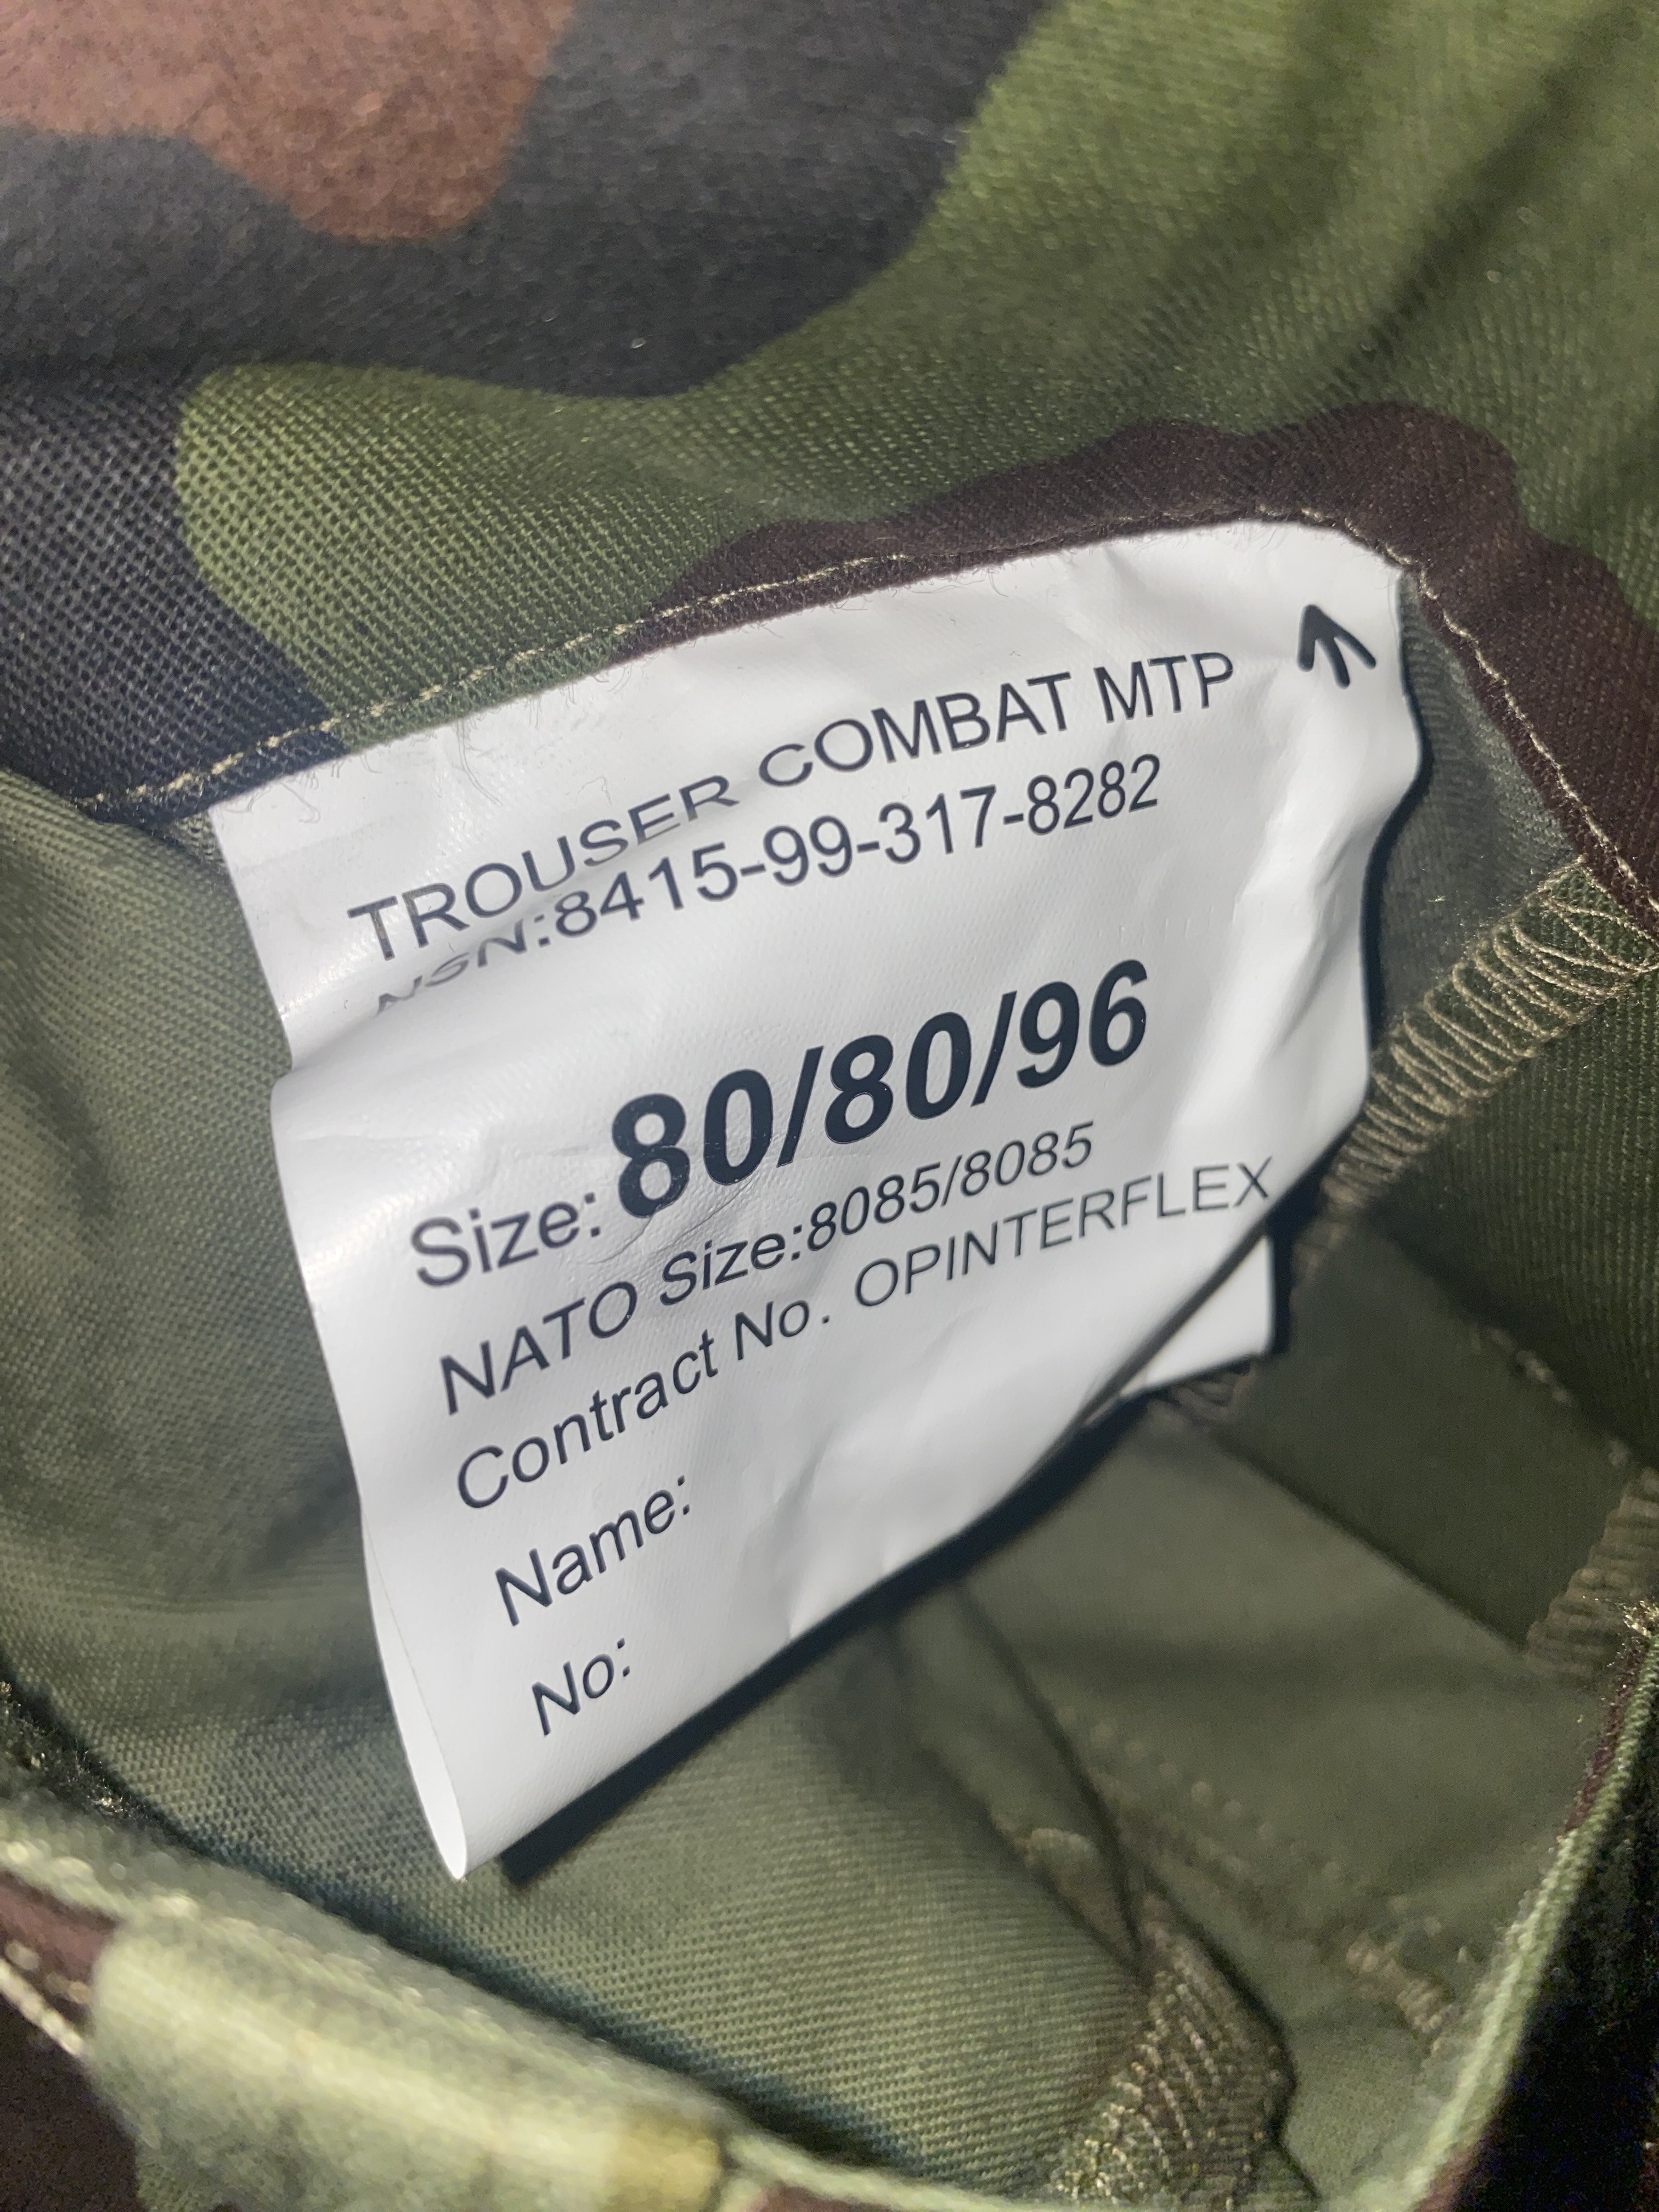 TROUSER COMBAT MTP
NSN:8415-99-317-8282
Size: 80/80/96
NATO Size:8085/8085
Contract No. OPINTERFLEX
Name:
No: